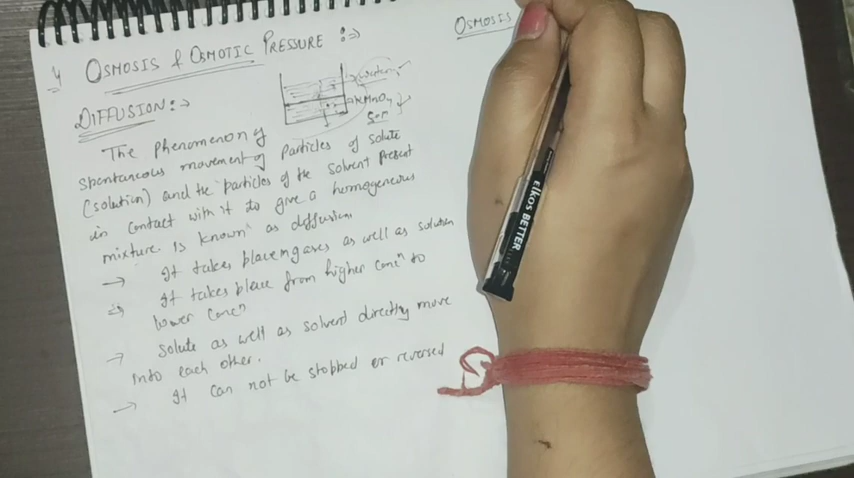 4) OSMOSIS & OSMOTIC PRESSURE :→
DIFFUSION :→
water
KMnO4
Soln
The Phenomenon of
spontaneous movement of particles of solute
(solution) and the particles of the solvent present
in contact with it to give a homogeneous
mixture. Is known as diffusion
→ It takes place in gases as well as solution
⇒ It takes place from higher concn to
lower concn
→ Solute as well as solvent directly move
into each other.
→ It can not be stopped or reversed
OSMOSIS
elkos BETTER